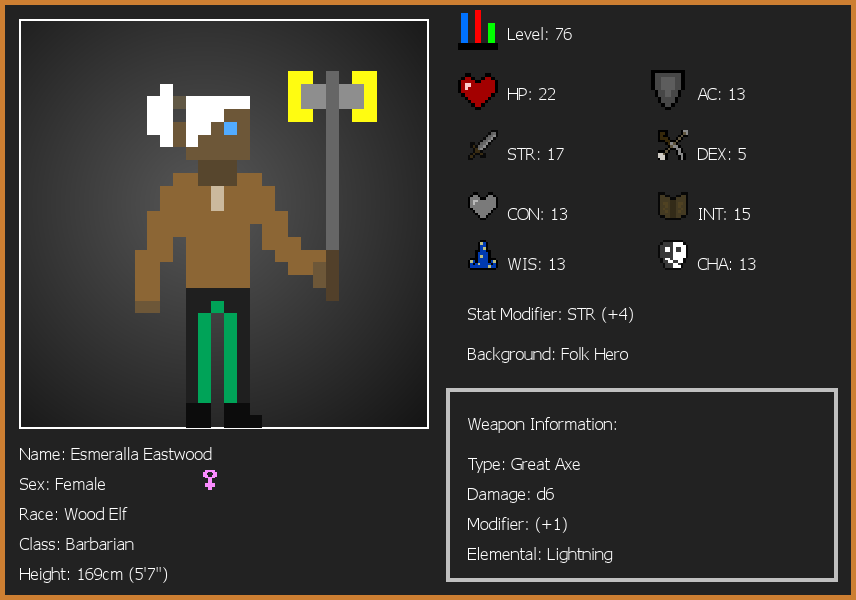 Level: 76
HP: 22
AC: 13
STR: 17
DEX: 5
CON: 13
INT: 15
WIS: 13
CHA: 13
Stat Modifier: STR (+4)
Background: Folk Hero
Weapon Information:
Type: Great Axe
Damage: d6
Modifier: (+1)
Elemental: Lightning
Name: Esmeralla Eastwood
Sex: Female
Race: Wood Elf
Class: Barbarian
Height: 169cm (5'7")